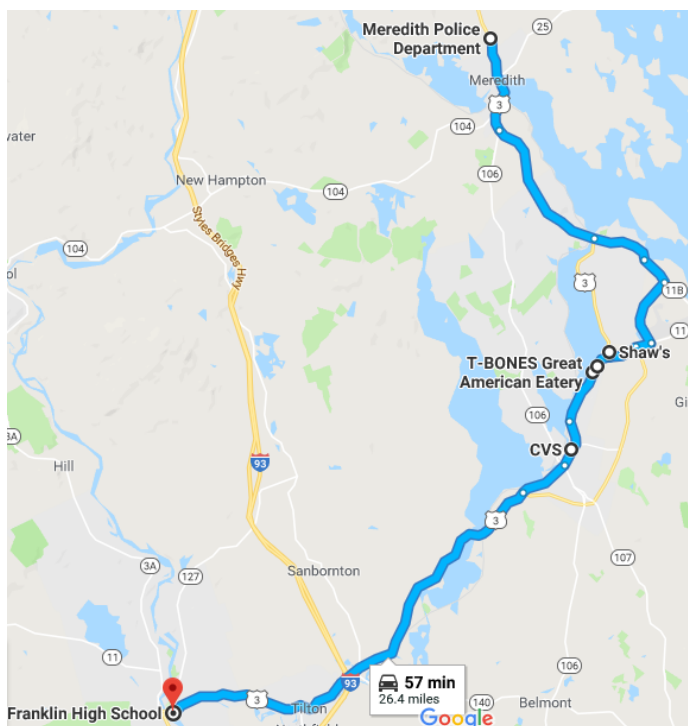 Meredith Police
Department
25
Meredith
3
104
water
106
New Hampton
104
Styles Bridges Hwy
104
ol
3
11B
11
Shaw's
T-BONES Great
American Eatery
Gi
106
3A
CVS
Hill
93
3
107
Sanbornton
3A
127
11
106
93
57 min
26.4 miles
Franklin High School
3
Tilton
140
Belmont
Google